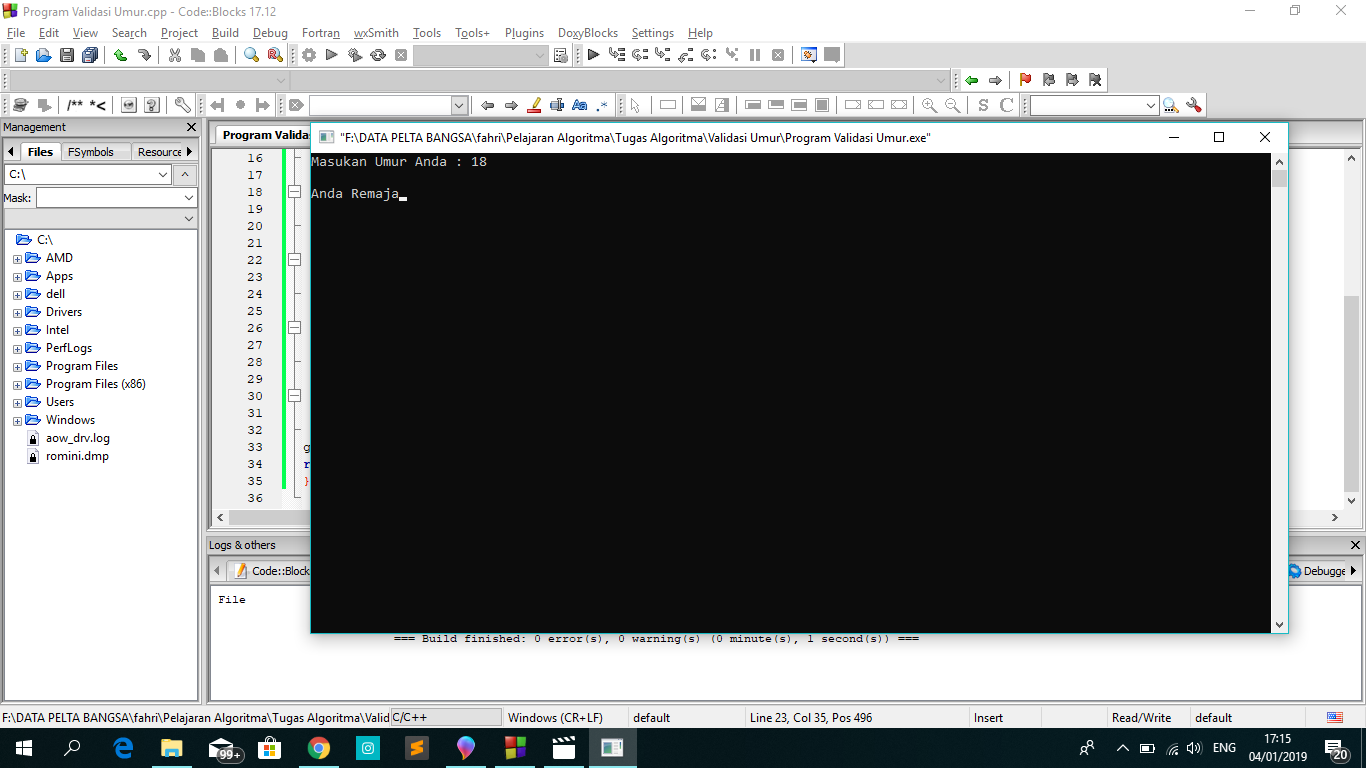 Program Validasi Umur.cpp - Code::Blocks 17.12
File Edit View Search Project Build Debug Fortran wxSmith Tools Tools+ Plugins DoxyBlocks Settings Help
/** *<
Aa .*
S C
Management
Files FSymbols Resource
C:\
Mask:
C:\
AMD
Apps
dell
Drivers
Intel
PerfLogs
Program Files
Program Files (x86)
Users
Windows
aow_drv.log
romini.dmp
Program Valida
16
17
18
19
20
21
22
23
24
25
26
27
28
29
30
31
32
33 g
34 r
35 }
36
"F:\DATA PELTA BANGSA\fahri\Pelajaran Algoritma\Tugas Algoritma\Validasi Umur\Program Validasi Umur.exe"
Masukan Umur Anda : 18
Anda Remaja
Logs & others
Code::Block
Debugge
File
=== Build finished: 0 error(s), 0 warning(s) (0 minute(s), 1 second(s)) ===
F:\DATA PELTA BANGSA\fahri\Pelajaran Algoritma\Tugas Algoritma\Valid C/C++ Windows (CR+LF) default Line 23, Col 35, Pos 496 Insert Read/Write default
99+
ENG
17:15
04/01/2019
20